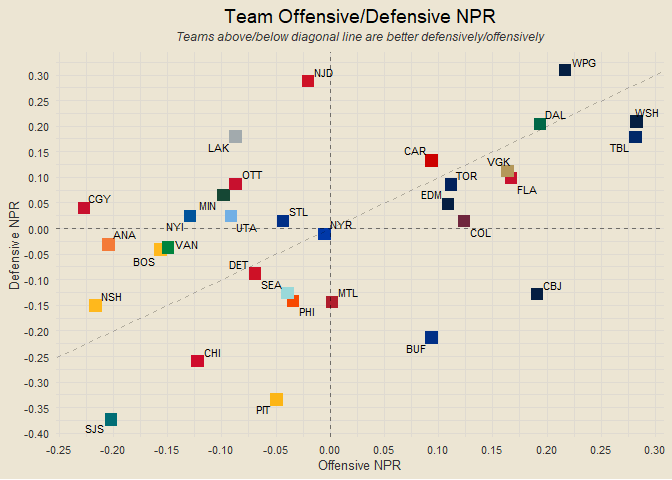 Team Offensive/Defensive NPR
Teams above/below diagonal line are better defensively/offensively
WPG
NJD
WSH
DAL
TBL
LAK
CAR
VGK
OTT
TOR
FLA
MIN
EDM
CGY
STL
NYI
UTA
NYR
COL
ANA
VAN
BOS
DET
SEA
CBJ
MTL
NSH
PHI
BUF
CHI
PIT
SJS
Defensive NPR
0.30
0.25
0.20
0.15
0.10
0.05
0.00
-0.05
-0.10
-0.15
-0.20
-0.25
-0.30
-0.35
-0.40
-0.25 -0.20 -0.15 -0.10 -0.05 0.00 0.05 0.10 0.15 0.20 0.25 0.30
Offensive NPR